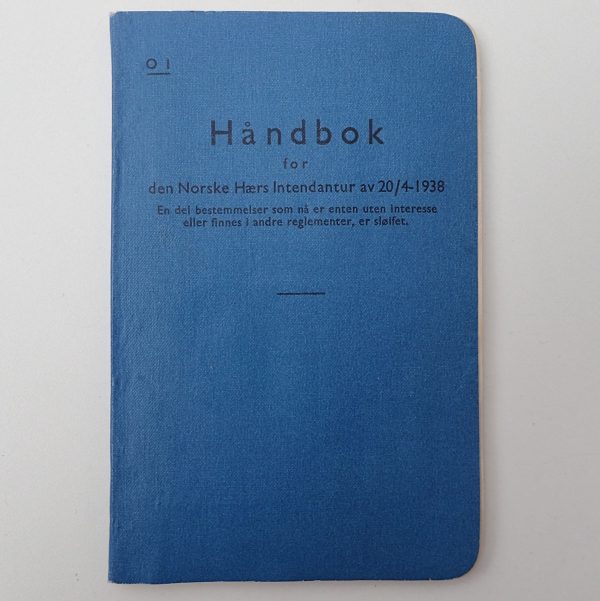 O I
Håndbok
for
den Norske Hærs Intendantur av 20/4-1938
En del bestemmelser som nå er enten uten interesse
eller finnes i andre reglementer, er sløifet.